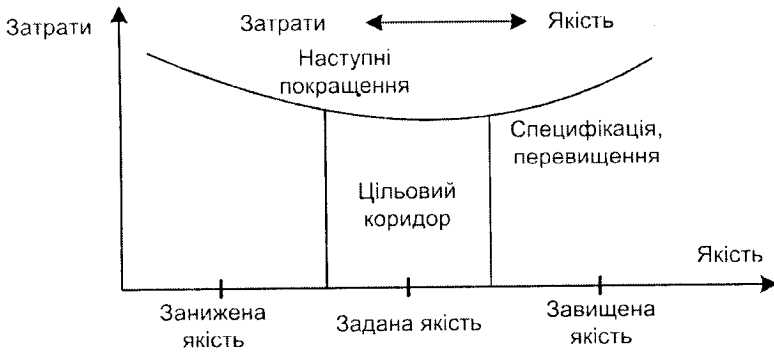 Затрати
Затрати
Якість
Наступні
покращення
Специфікація,
перевищення
Цільовий
коридор
Якість
Занижена
якість
Задана якість
Завищена
якість